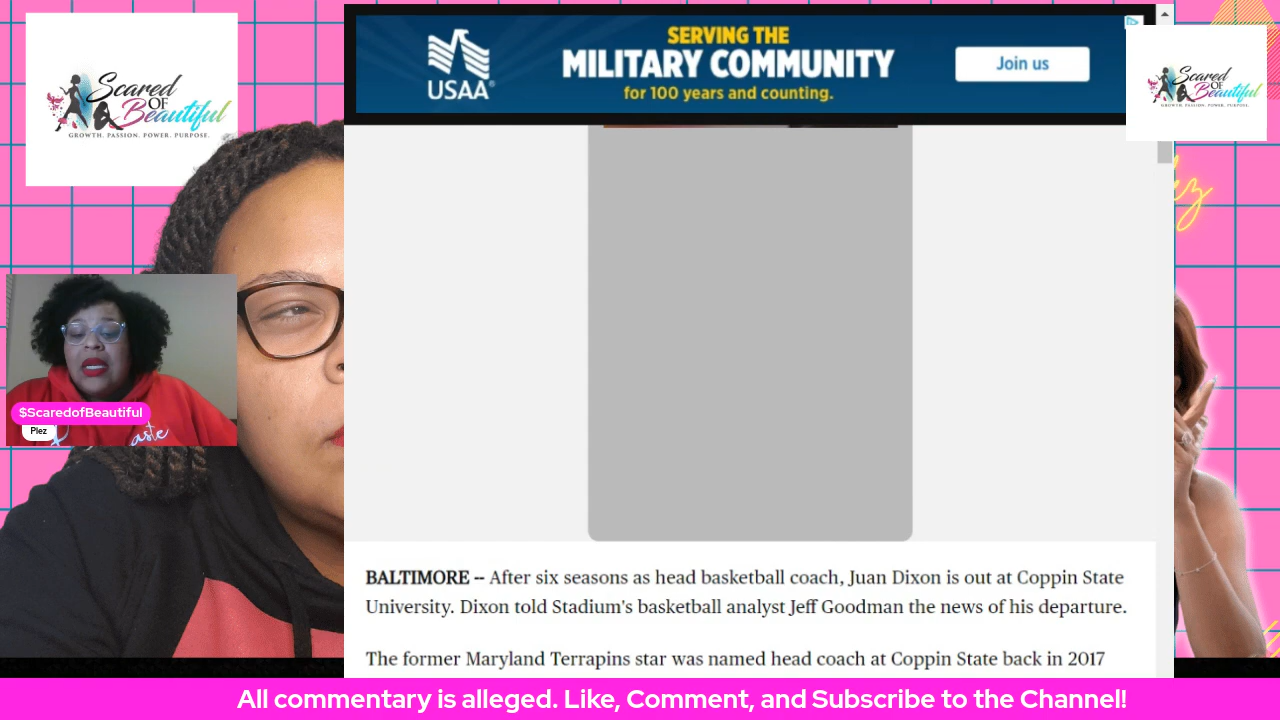 Scared
OF
Beautiful
GROWTH. PASSION. POWER. PURPOSE.
USAA®
SERVING THE
MILITARY COMMUNITY
for 100 years and counting.
Join us
Scared
OF
Beautiful
GROWTH. PASSION. POWER. PURPOSE.
ez
$ScaredofBeautiful
Plez
aste
BALTIMORE -- After six seasons as head basketball coach, Juan Dixon is out at Coppin State
University. Dixon told Stadium's basketball analyst Jeff Goodman the news of his departure.
The former Maryland Terrapins star was named head coach at Coppin State back in 2017
All commentary is alleged. Like, Comment, and Subscribe to the Channel!